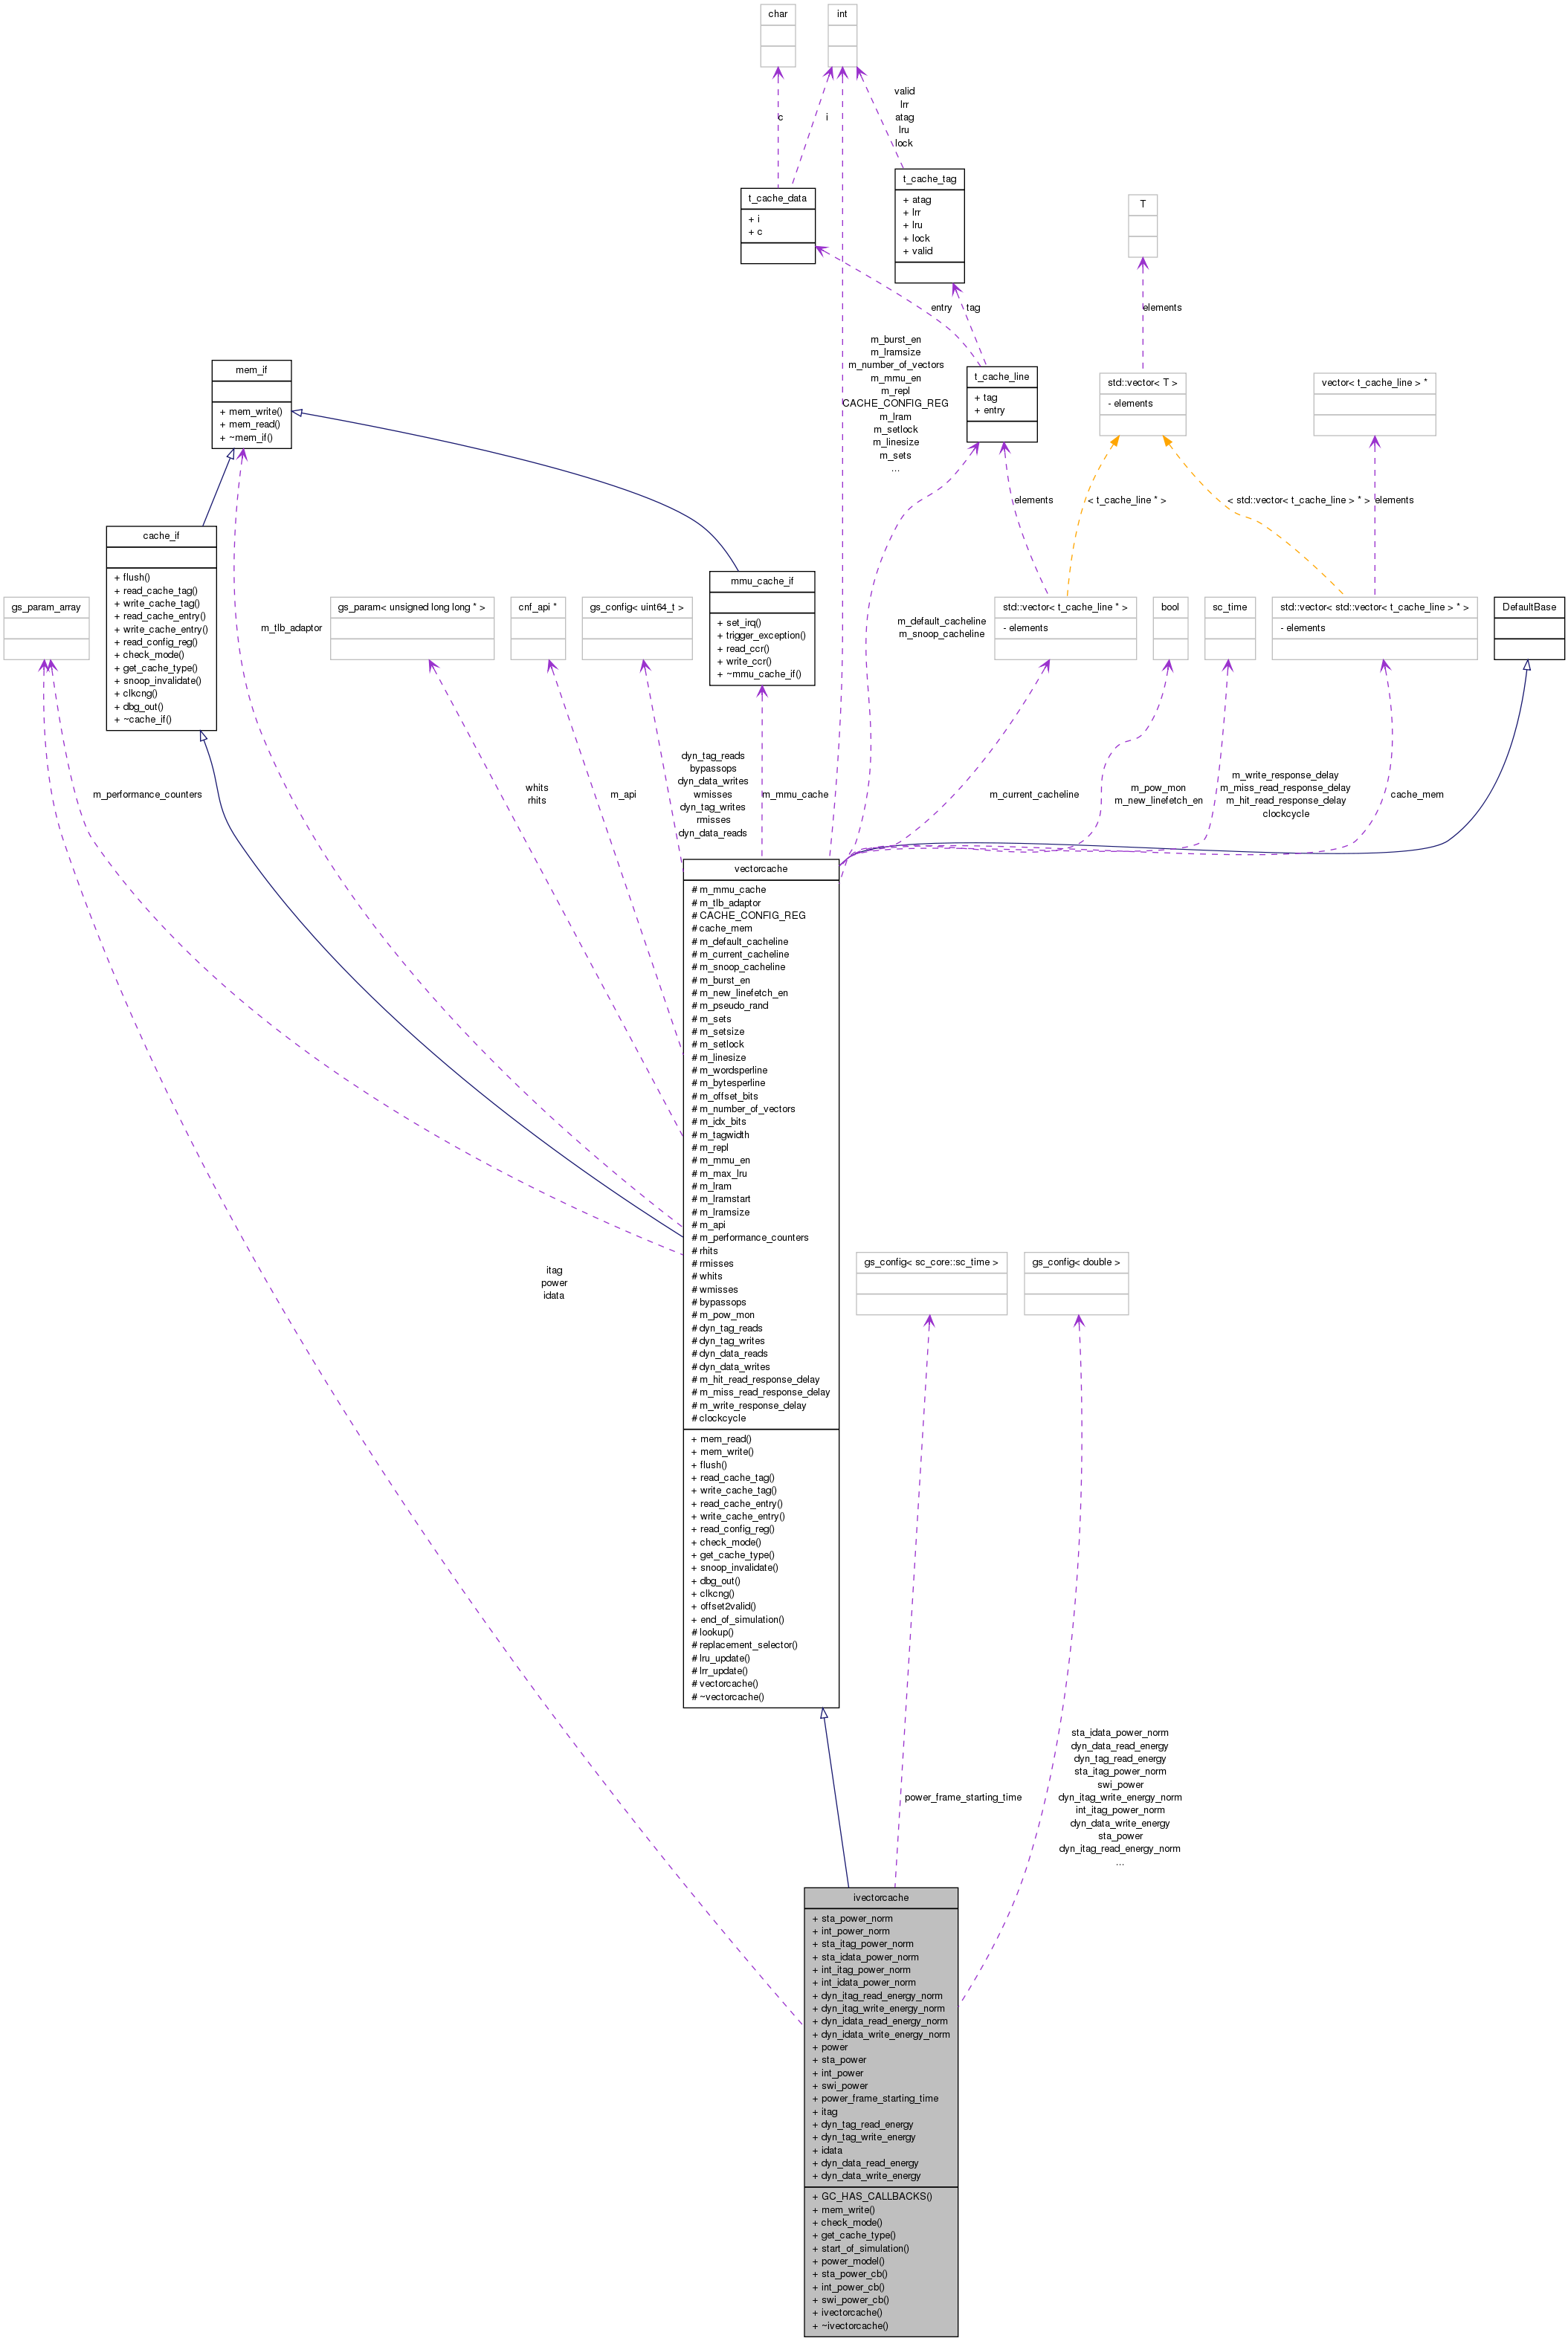 char
int
c
i
valid
lrr
atag
lru
lock
t_cache_data
+ i
+ c
t_cache_tag
+ atag
+ lrr
+ lru
+ lock
+ valid
T
entry
tag
elements
m_burst_en
m_lramsize
m_number_of_vectors
m_mmu_en
m_repl
CACHE_CONFIG_REG
m_lram
m_setlock
m_linesize
m_sets
...
mem_if
+ mem_write()
+ mem_read()
+ ~mem_if()
t_cache_line
+ tag
+ entry
std::vector< T >
- elements
vector< t_cache_line > *
elements
< t_cache_line * >
< std::vector< t_cache_line > * >
elements
cache_if
+ flush()
+ read_cache_tag()
+ write_cache_tag()
+ read_cache_entry()
+ write_cache_entry()
+ read_config_reg()
+ check_mode()
+ get_cache_type()
+ snoop_invalidate()
+ clkcng()
+ dbg_out()
+ ~cache_if()
mmu_cache_if
+ set_irq()
+ trigger_exception()
+ read_ccr()
+ write_ccr()
+ ~mmu_cache_if()
gs_param_array
m_tlb_adaptor
gs_param< unsigned long long * >
cnf_api *
gs_config< uint64_t >
m_default_cacheline
m_snoop_cacheline
std::vector< t_cache_line * >
- elements
bool
sc_time
std::vector< std::vector< t_cache_line > * >
- elements
DefaultBase
m_performance_counters
whits
rhits
m_api
dyn_tag_reads
bypassops
dyn_data_writes
wmisses
dyn_tag_writes
rmisses
dyn_data_reads
m_mmu_cache
m_current_cacheline
m_pow_mon
m_new_linefetch_en
m_write_response_delay
m_miss_read_response_delay
m_hit_read_response_delay
clockcycle
cache_mem
vectorcache
# m_mmu_cache
# m_tlb_adaptor
# CACHE_CONFIG_REG
# cache_mem
# m_default_cacheline
# m_current_cacheline
# m_snoop_cacheline
# m_burst_en
# m_new_linefetch_en
# m_pseudo_rand
# m_sets
# m_setsize
# m_setlock
# m_linesize
# m_wordsperline
# m_bytesperline
# m_offset_bits
# m_number_of_vectors
# m_idx_bits
# m_tagwidth
# m_repl
# m_mmu_en
# m_max_lru
# m_lram
# m_lramstart
# m_lramsize
# m_api
# m_performance_counters
# rhits
# rmisses
# whits
# wmisses
# bypassops
# m_pow_mon
# dyn_tag_reads
# dyn_tag_writes
# dyn_data_reads
# dyn_data_writes
# m_hit_read_response_delay
# m_miss_read_response_delay
# m_write_response_delay
# clockcycle
+ mem_read()
+ mem_write()
+ flush()
+ read_cache_tag()
+ write_cache_tag()
+ read_cache_entry()
+ write_cache_entry()
+ read_config_reg()
+ check_mode()
+ get_cache_type()
+ snoop_invalidate()
+ dbg_out()
+ clkcng()
+ offset2valid()
+ end_of_simulation()
# lookup()
# replacement_selector()
# lru_update()
# lrr_update()
# vectorcache()
# ~vectorcache()
itag
power
idata
gs_config< sc_core::sc_time >
gs_config< double >
power_frame_starting_time
sta_idata_power_norm
dyn_data_read_energy
dyn_tag_read_energy
sta_itag_power_norm
swi_power
dyn_itag_write_energy_norm
int_itag_power_norm
dyn_data_write_energy
sta_power
dyn_itag_read_energy_norm
...
ivectorcache
+ sta_power_norm
+ int_power_norm
+ sta_itag_power_norm
+ sta_idata_power_norm
+ int_itag_power_norm
+ int_idata_power_norm
+ dyn_itag_read_energy_norm
+ dyn_itag_write_energy_norm
+ dyn_idata_read_energy_norm
+ dyn_idata_write_energy_norm
+ power
+ sta_power
+ int_power
+ swi_power
+ power_frame_starting_time
+ itag
+ dyn_tag_read_energy
+ dyn_tag_write_energy
+ idata
+ dyn_data_read_energy
+ dyn_data_write_energy
+ GC_HAS_CALLBACKS()
+ mem_write()
+ check_mode()
+ get_cache_type()
+ start_of_simulation()
+ power_model()
+ sta_power_cb()
+ int_power_cb()
+ swi_power_cb()
+ ivectorcache()
+ ~ivectorcache()